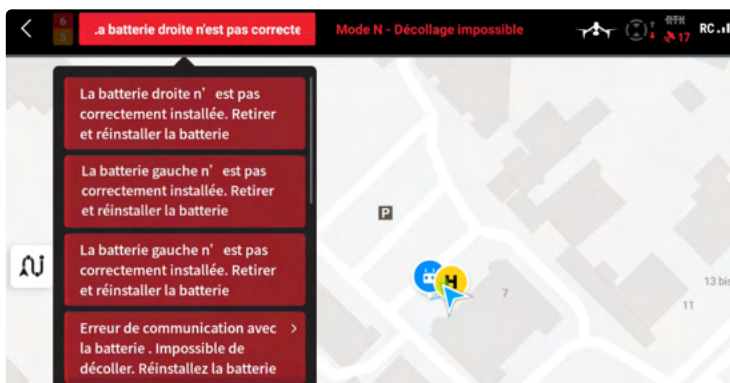 6
5
.a batterie droite n'est pas correcte
Mode N - Décollage impossible
RTK
17
RC
La batterie droite n' est pas
correctement installée. Retirer
et réinstaller la batterie
La batterie gauche n' est pas
correctement installée. Retirer
et réinstaller la batterie
La batterie gauche n' est pas
correctement installée. Retirer
et réinstaller la batterie
Erreur de communication avec
la batterie . Impossible de
décoller. Réinstallez la batterie
P
H
7
13 bis
11